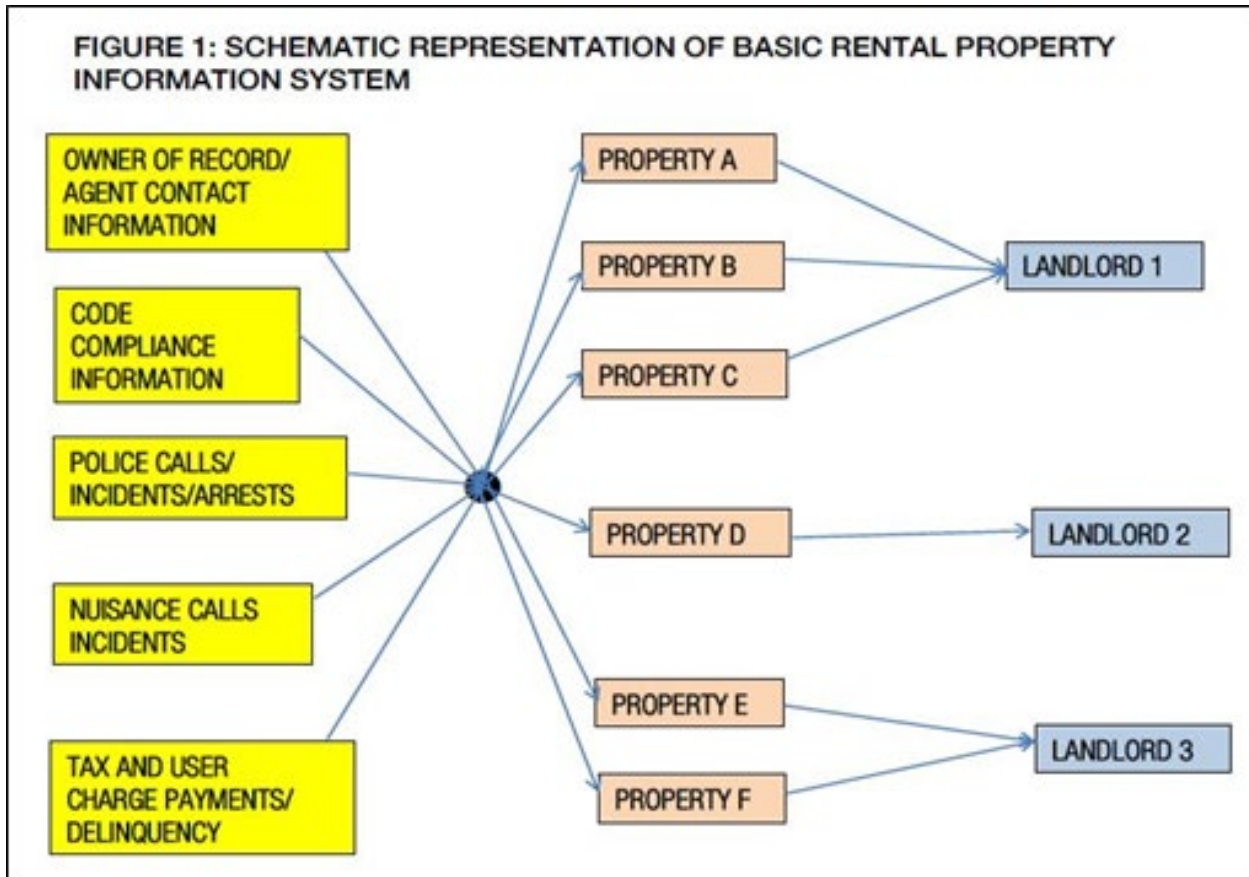 FIGURE 1: SCHEMATIC REPRESENTATION OF BASIC RENTAL PROPERTY
INFORMATION SYSTEM
OWNER OF RECORD/
AGENT CONTACT
INFORMATION
CODE
COMPLIANCE
INFORMATION
POLICE CALLS/
INCIDENTS/ARRESTS
NUISANCE CALLS
INCIDENTS
TAX AND USER
CHARGE PAYMENTS/
DELINQUENCY
PROPERTY A
PROPERTY B
PROPERTY C
PROPERTY D
PROPERTY E
PROPERTY F
LANDLORD 1
LANDLORD 2
LANDLORD 3